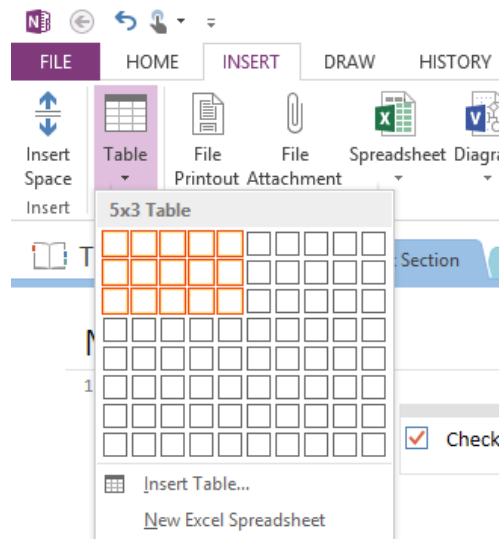 FILE HOME INSERT DRAW HISTORY
Insert Space
Table
File Printout
File Attachment
Spreadsheet
Insert
5x3 Table
Section
1
Check
Insert Table...
New Excel Spreadsheet